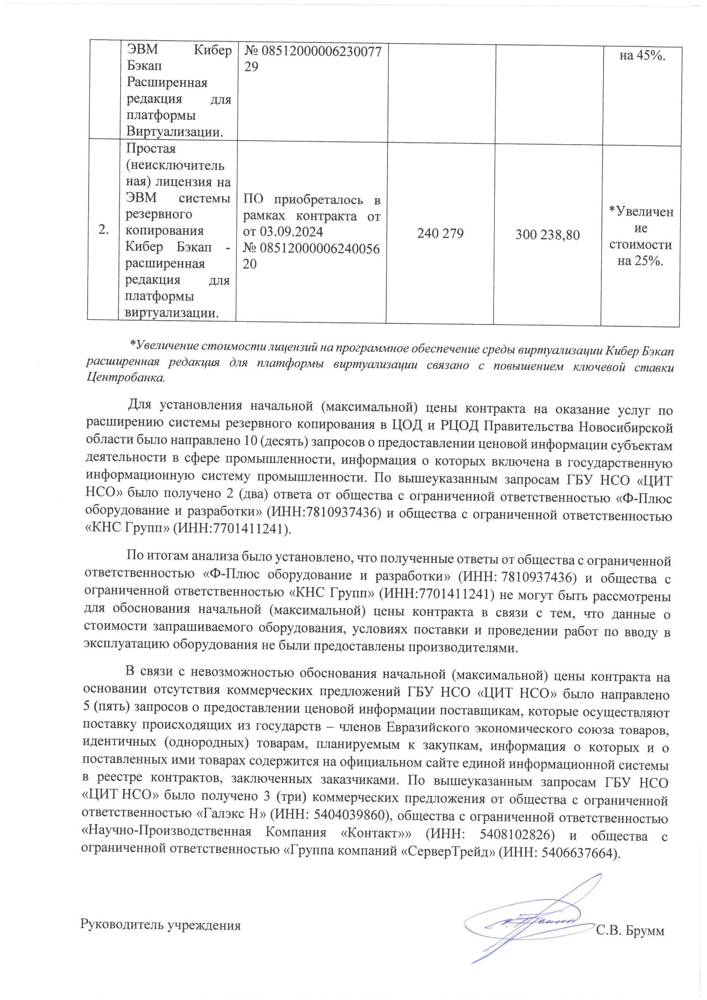 ЭВМ Кибер
Бэкап
Расширенная
редакция для
платформы
Виртуализации.
№ 08512000006230077
29
на 45%.
2.
Простая
(неисключитель
ная) лицензия на
ЭВМ системы
резервного
копирования
Кибер Бэкап -
расширенная
редакция для
платформы
виртуализации.
ПО приобреталось в
рамках контракта от
от 03.09.2024
№ 08512000006240056
20
240 279
300 238,80
*Увеличен
ие
стоимости
на 25%.
*Увеличение стоимости лицензий на программное обеспечение среды виртуализации Кибер Бэкап
расширенная редакция для платформы виртуализации связано с повышением ключевой ставки
Центробанка.
Для установления начальной (максимальной) цены контракта на оказание услуг по
расширению системы резервного копирования в ЦОД и РЦОД Правительства Новосибирской
области было направлено 10 (десять) запросов о предоставлении ценовой информации субъектам
деятельности в сфере промышленности, информация о которых включена в государственную
информационную систему промышленности. По вышеуказанным запросам ГБУ НСО «ЦИТ
НСО» было получено 2 (два) ответа от общества с ограниченной ответственностью «Ф-Плюс
оборудование и разработки» (ИНН:7810937436) и общества с ограниченной ответственностью
«КНС Групп» (ИНН:7701411241).
По итогам анализа было установлено, что полученные ответы от общества с ограниченной
ответственностью «Ф-Плюс оборудование и разработки» (ИНН: 7810937436) и общества с
ограниченной ответственностью «КНС Групп» (ИНН:7701411241) не могут быть рассмотрены
для обоснования начальной (максимальной) цены контракта в связи с тем, что данные о
стоимости запрашиваемого оборудования, условиях поставки и проведении работ по вводу в
эксплуатацию оборудования не были предоставлены производителями.
В связи с невозможностью обоснования начальной (максимальной) цены контракта на
основании отсутствия коммерческих предложений ГБУ НСО «ЦИТ НСО» было направлено
5 (пять) запросов о предоставлении ценовой информации поставщикам, которые осуществляют
поставку происходящих из государств – членов Евразийского экономического союза товаров,
идентичных (однородных) товарам, планируемым к закупкам, информация о которых и о
поставленных ими товарах содержится на официальном сайте единой информационной системы
в реестре контрактов, заключенных заказчиками. По вышеуказанным запросам ГБУ НСО
«ЦИТ НСО» было получено 3 (три) коммерческих предложения от общества с ограниченной
ответственностью «Галэкс Н» (ИНН: 5404039860), общества с ограниченной ответственностью
«Научно-Производственная Компания «Контакт»» (ИНН: 5408102826) и общества с
ограниченной ответственностью «Группа компаний «СерверТрейд» (ИНН: 5406637664).
Руководитель учреждения
С.В. Брумм